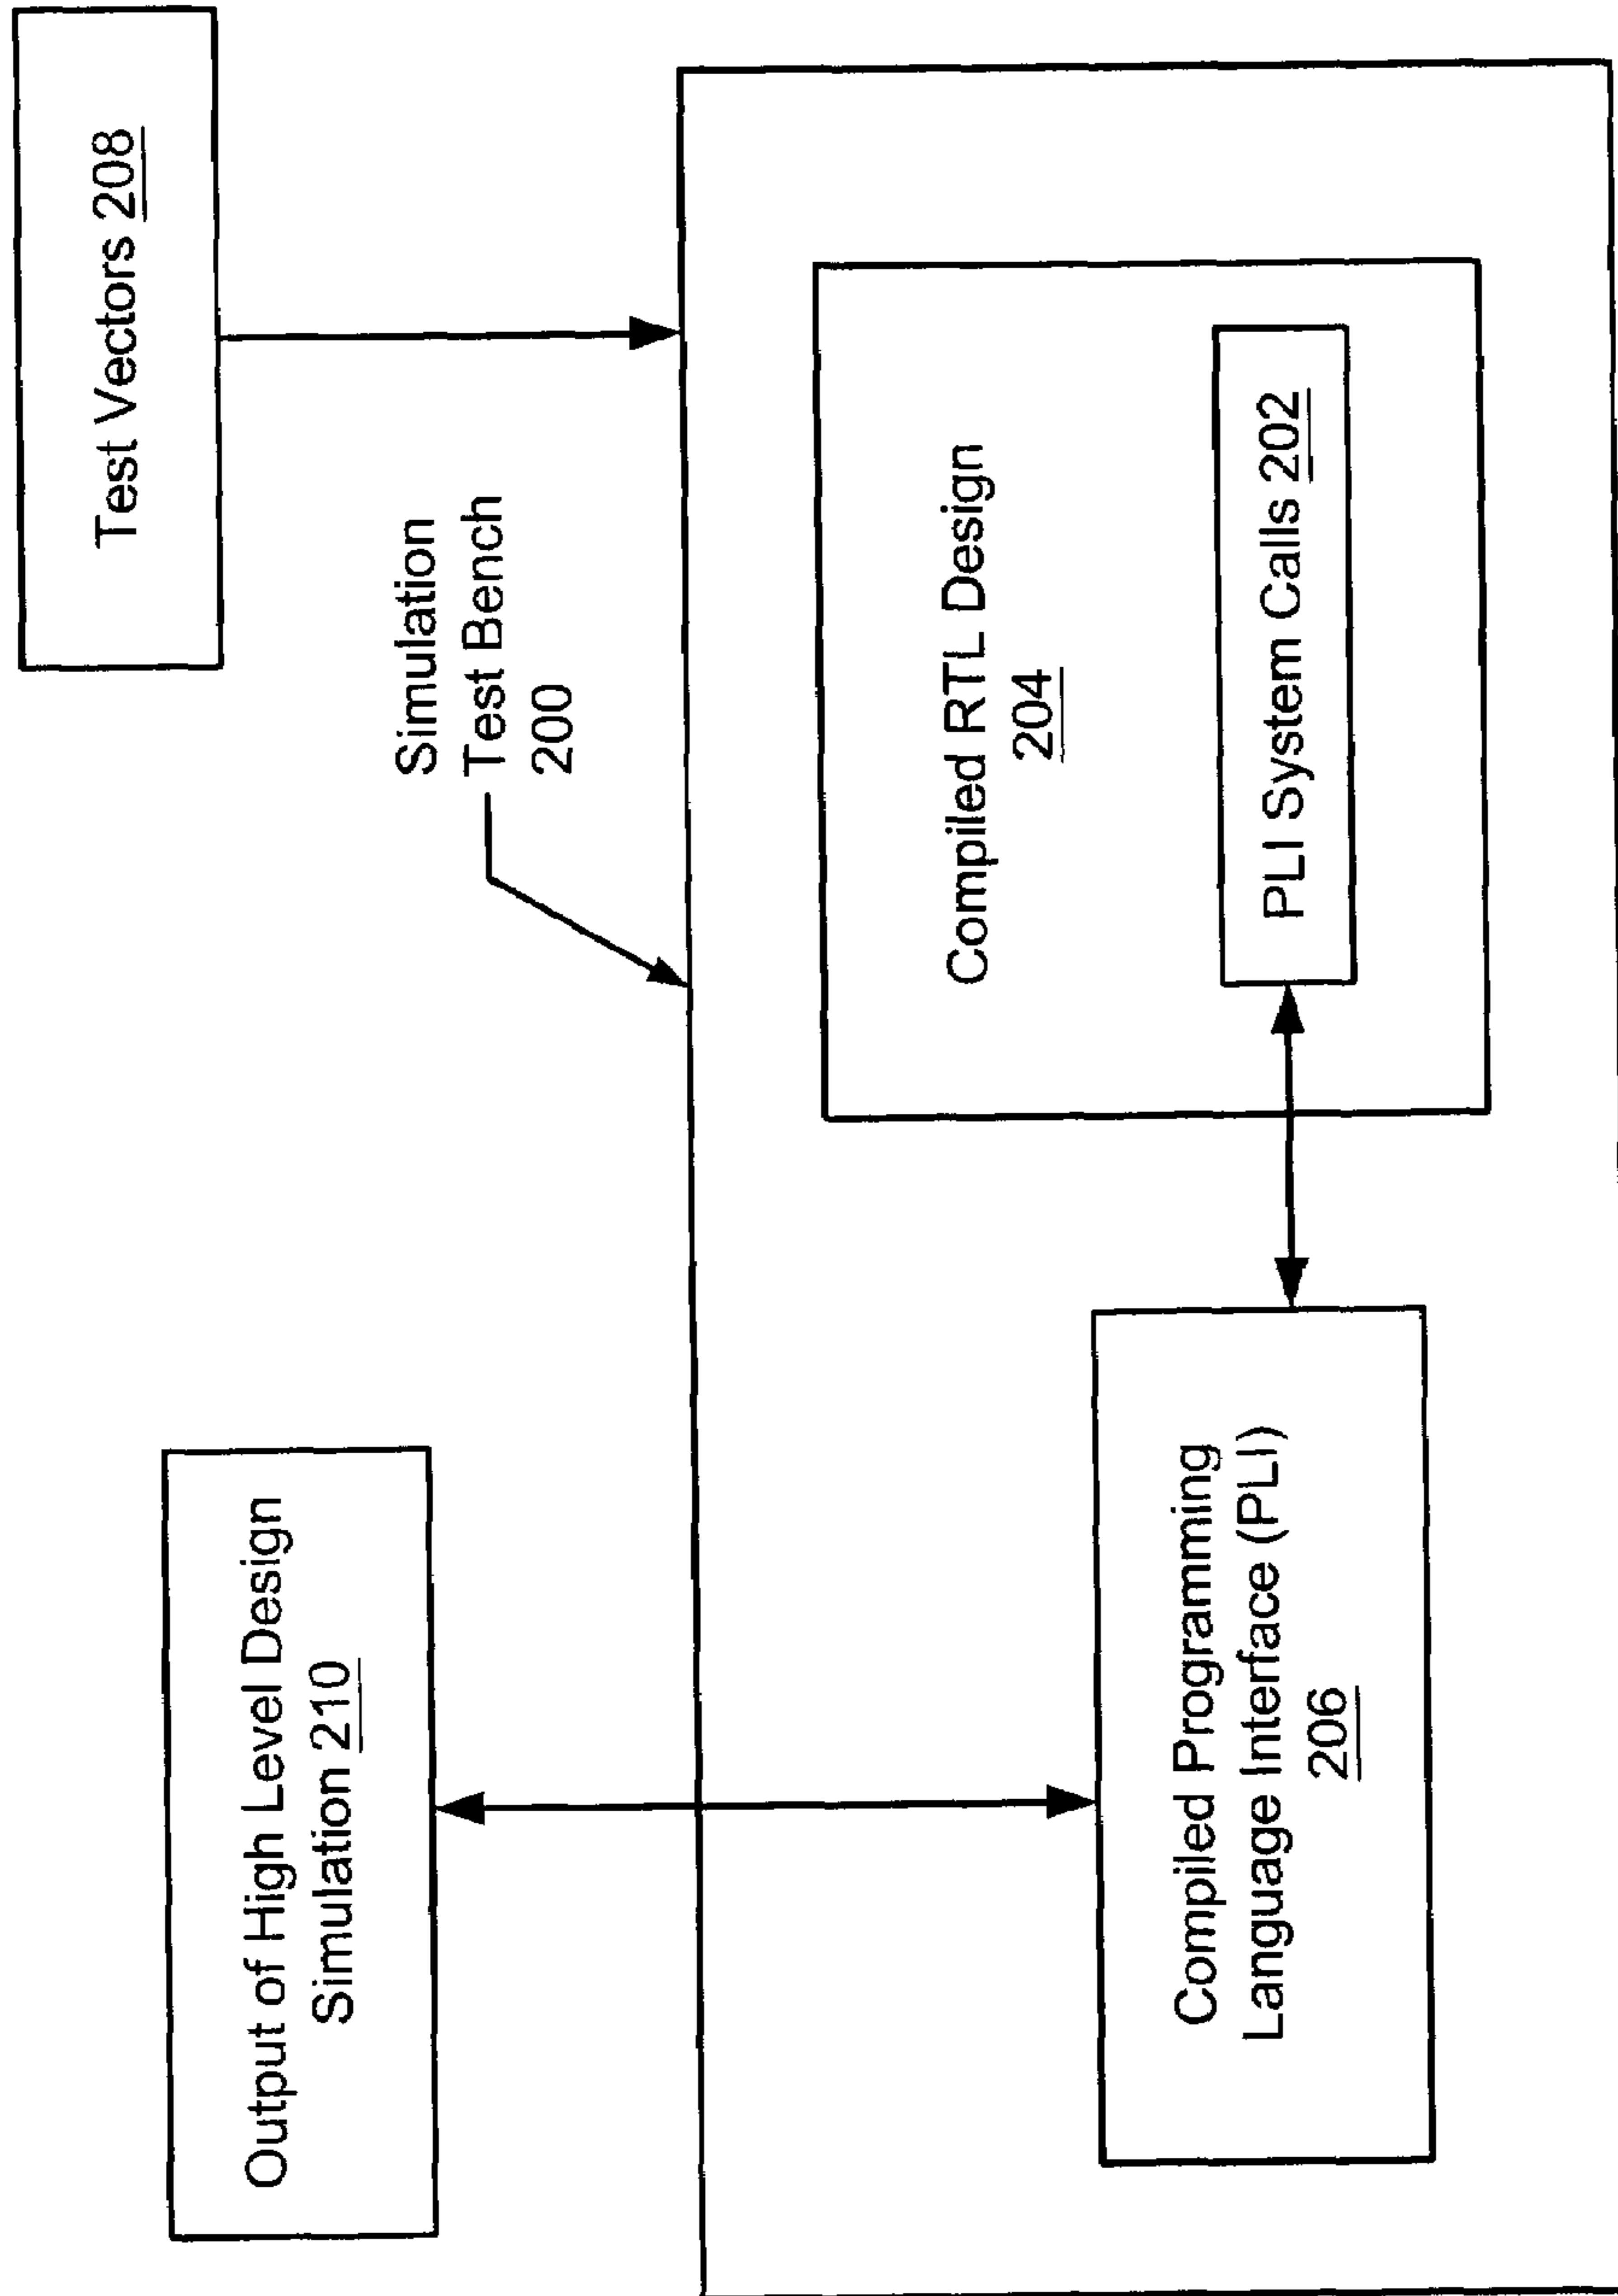 Output of High Level Design
Simulation 210
Test Vectors 208
Simulation
Test Bench
200
Compiled RTL Design
204
PLI System Calls 202
Compiled Programming
Language Interface (PLI)
206